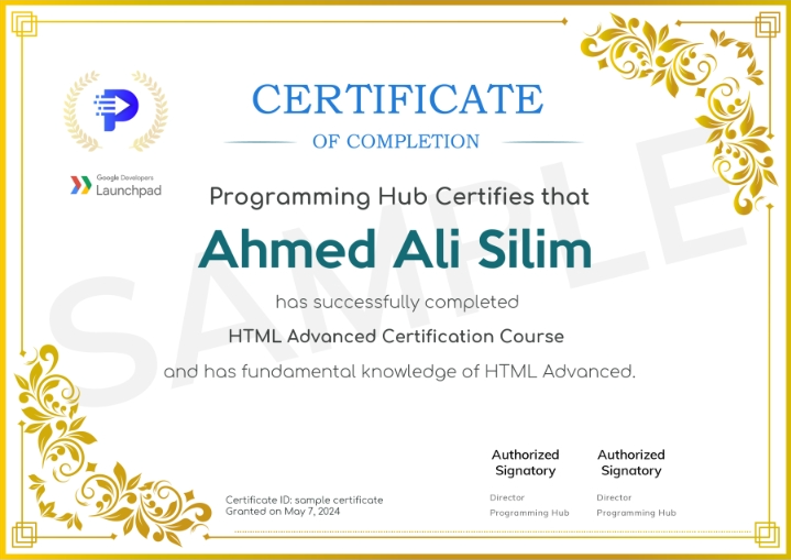 CERTIFICATE
OF COMPLETION
Google Developers
Launchpad
Programming Hub Certifies that
Ahmed Ali Silim
has successfully completed
HTML Advanced Certification Course
and has fundamental knowledge of HTML Advanced.
SAMPLE
Authorized Signatory
Director
Programming Hub
Authorized Signatory
Director
Programming Hub
Certificate ID: sample certificate
Granted on May 7, 2024